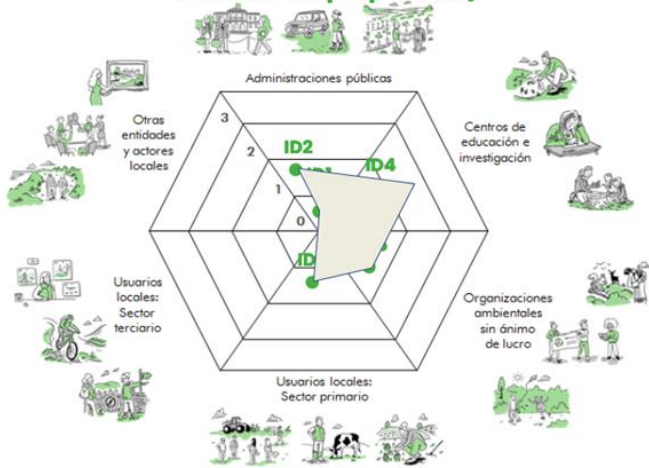 Administraciones públicas
3
2
1
0
ID2
ID4
ID
Centros de
educación e
investigación
Otras
entidades
y actores
locales
Usuarios
locales:
Sector
terciario
Organizaciones
ambientales
sin ánimo
de lucro
Usuarios locales:
Sector primario